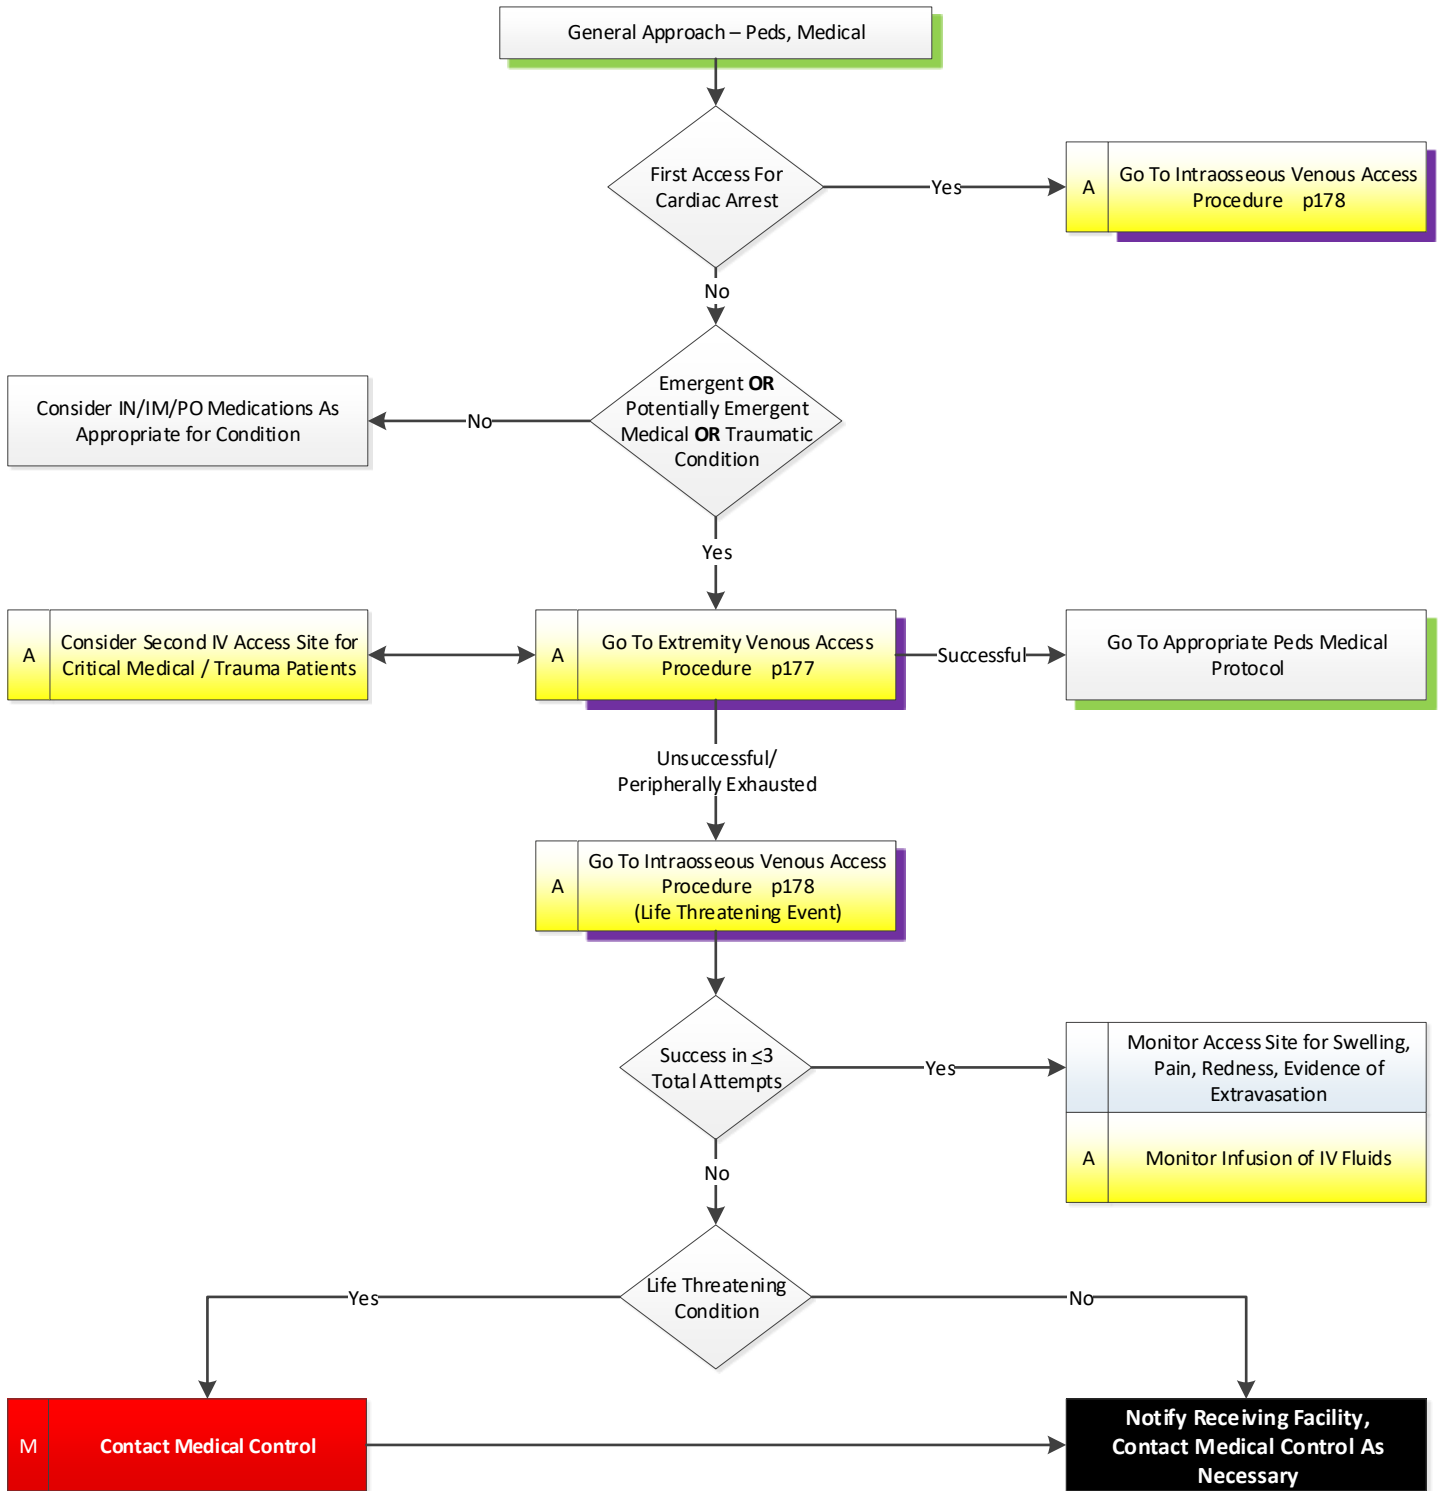 General Approach – Peds, Medical
First Access For
Cardiac Arrest
Yes
A
Go To Intraosseous Venous Access
Procedure p178
No
Emergent OR
Potentially Emergent
Medical OR Traumatic
Condition
No
Consider IN/IM/PO Medications As
Appropriate for Condition
Yes
A
Consider Second IV Access Site for
Critical Medical / Trauma Patients
A
Go To Extremity Venous Access
Procedure p177
Successful
Go To Appropriate Peds Medical
Protocol
Unsuccessful/
Peripherally Exhausted
A
Go To Intraosseous Venous Access
Procedure p178
(Life Threatening Event)
Success in ≤3
Total Attempts
Yes
Monitor Access Site for Swelling,
Pain, Redness, Evidence of
Extravasation
A
Monitor Infusion of IV Fluids
No
Life Threatening
Condition
Yes
No
M
Contact Medical Control
Notify Receiving Facility,
Contact Medical Control As
Necessary